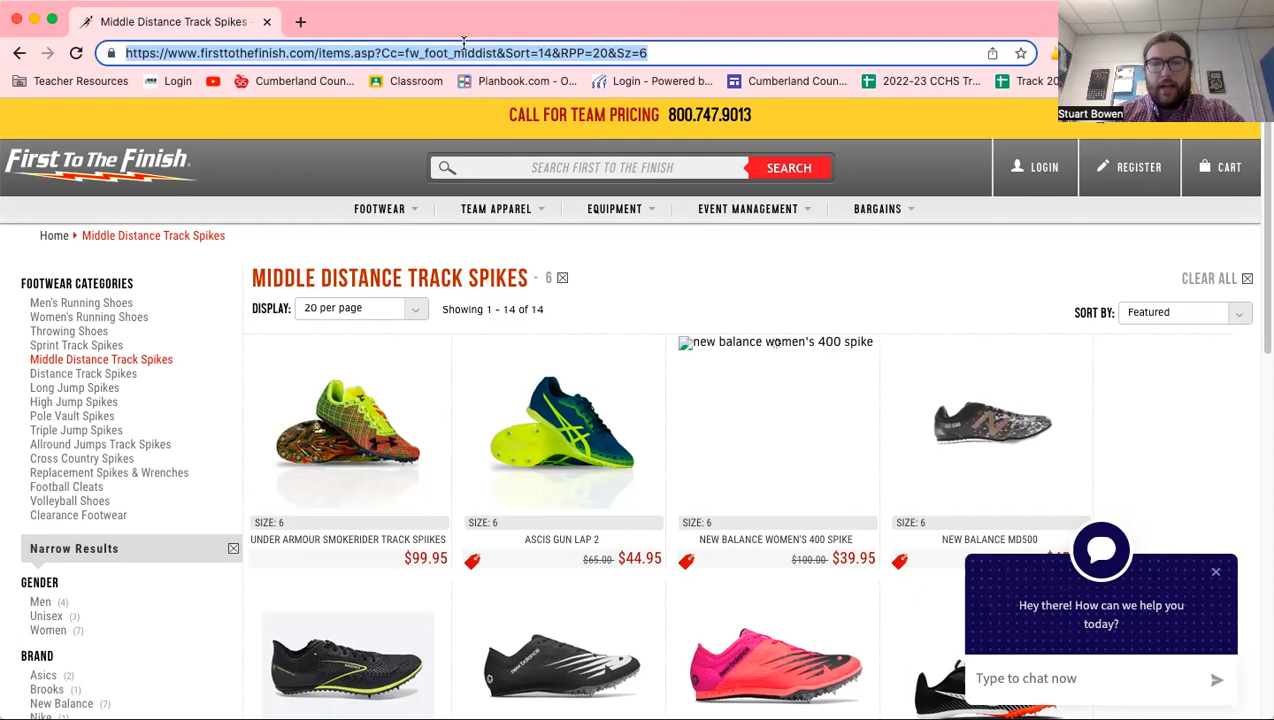 Middle Distance Track Spikes -
https://www.firsttothefinish.com/items.asp?Cc=fw_foot_middist&Sort=14&RPP=20&Sz=6
Teacher Resources
Login
Cumberland Coun...
Classroom
Planbook.com - O...
Login - Powered b...
Cumberland Coun...
2022-23 CCHS Tr...
Track 20
Stuart Bowen
CALL FOR TEAM PRICING 800.747.9013
FIRST TO THE FINISH
SEARCH FIRST TO THE FINISH
SEARCH
LOGIN
REGISTER
CART
FOOTWEAR
TEAM APPAREL
EQUIPMENT
EVENT MANAGEMENT
BARGAINS
Home
Middle Distance Track Spikes
FOOTWEAR CATEGORIES
Men's Running Shoes
Women's Running Shoes
Throwing Shoes
Sprint Track Spikes
Middle Distance Track Spikes
Distance Track Spikes
Long Jump Spikes
High Jump Spikes
Pole Vault Spikes
Triple Jump Spikes
Allround Jumps Track Spikes
Cross Country Spikes
Replacement Spikes & Wrenches
Football Cleats
Volleyball Shoes
Clearance Footwear
Narrow Results
GENDER
Men (4)
Unisex (3)
Women (7)
BRAND
Asics (2)
Brooks (1)
New Balance (7)
Nike (1)
MIDDLE DISTANCE TRACK SPIKES - 6
CLEAR ALL
DISPLAY: 20 per page
Showing 1 - 14 of 14
SORT BY: Featured
new balance women's 400 spike
SIZE: 6
UNDER ARMOUR SMOKERIDER TRACK SPIKES
$99.95
SIZE: 6
ASCIS GUN LAP 2
$65.00 $44.95
SIZE: 6
NEW BALANCE WOMEN'S 400 SPIKE
$100.00 $39.95
SIZE: 6
NEW BALANCE MD500
new balance
new balance
Hey there! How can we help you
today?
Type to chat now